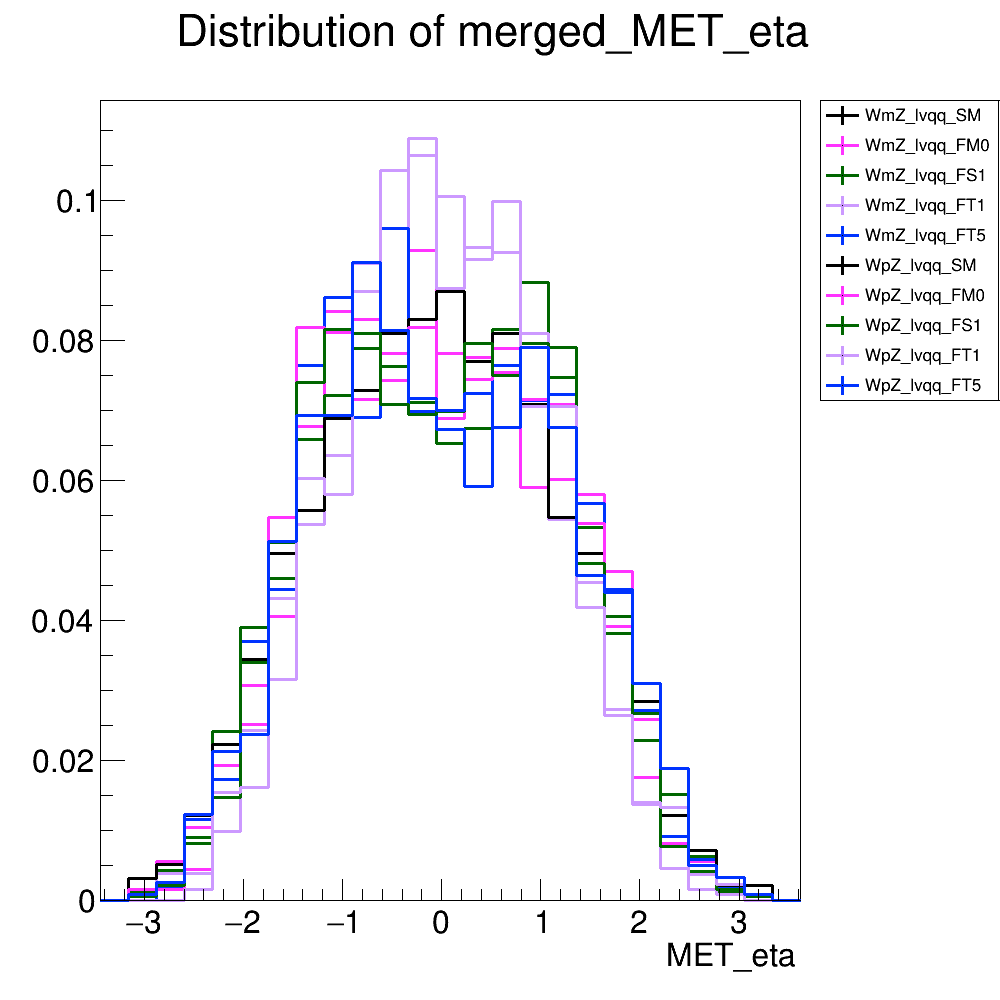 Distribution of merged_MET_eta
WmZ_lvqq_SM
WmZ_lvqq_FM0
WmZ_lvqq_FS1
WmZ_lvqq_FT1
WmZ_lvqq_FT5
WpZ_lvqq_SM
WpZ_lvqq_FM0
WpZ_lvqq_FS1
WpZ_lvqq_FT1
WpZ_lvqq_FT5
0.1
0.08
0.06
0.04
0.02
0
−3 −2 −1 0 1 2 3
MET_eta